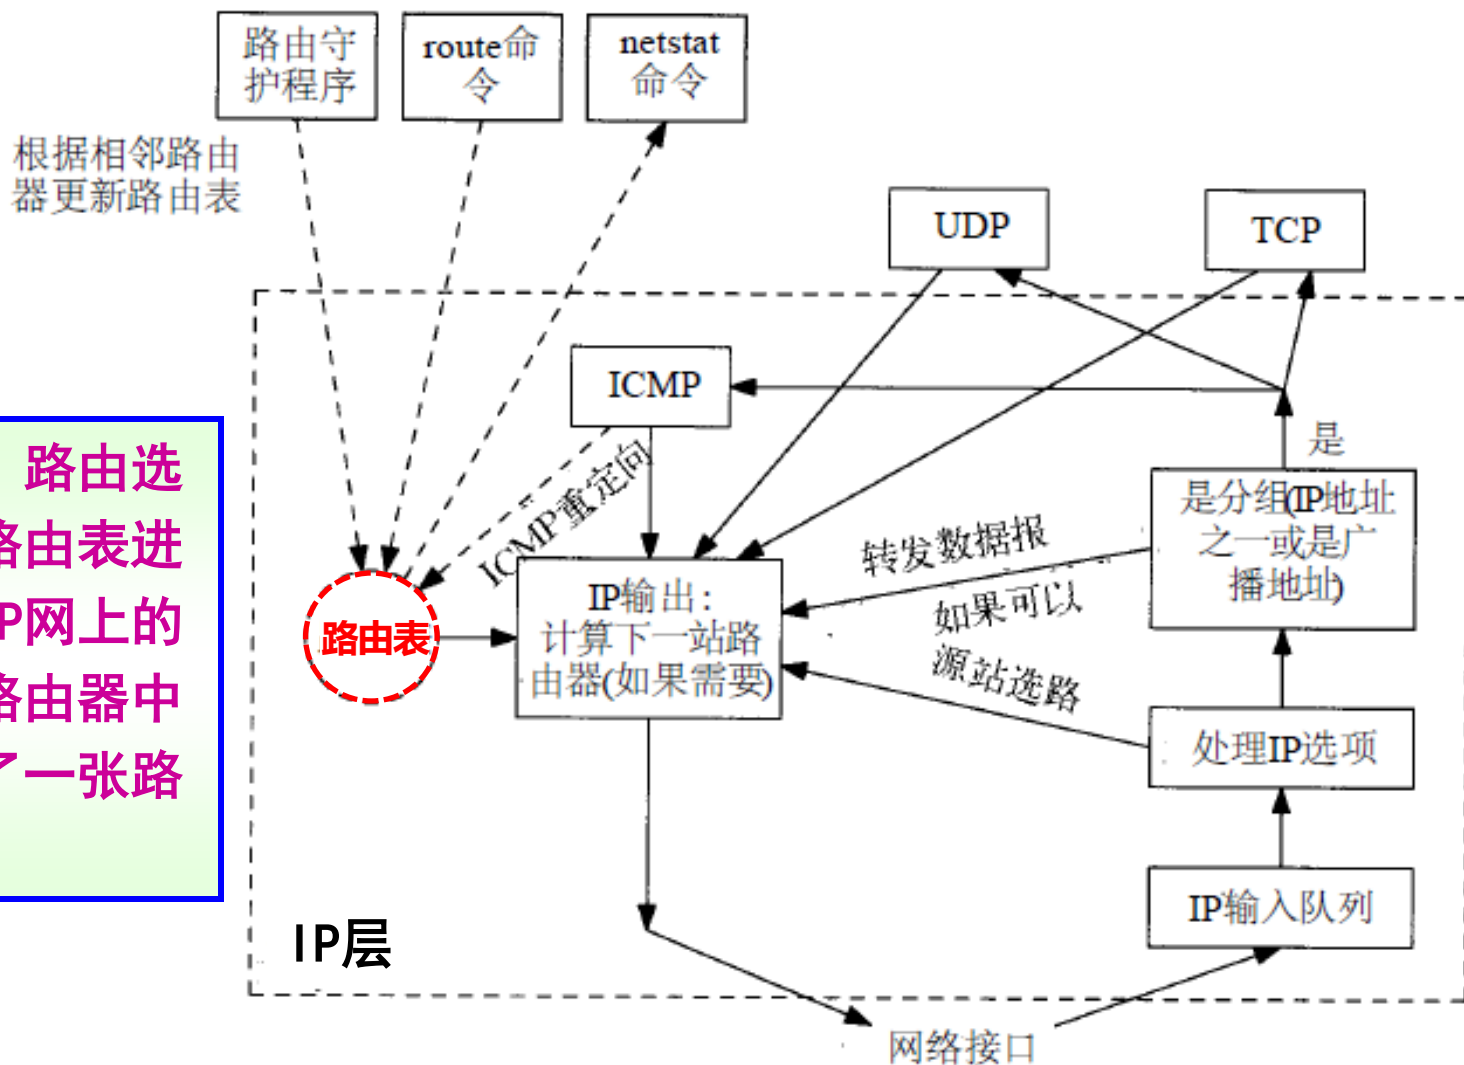 路由守
护程序
route命
令
netstat
命令
根据相邻路由
器更新路由表
UDP
TCP
ICMP
是
ICMP重定向
是分组(IP地址
之一或是广
播地址)
转发数据报
如果可以
源站选路
IP输出：
计算下一站路
由器(如果需要)
路由表
处理IP选项
IP输入队列
IP层
网络接口
路由选
路由表进
P网上的
路由器中
了一张路